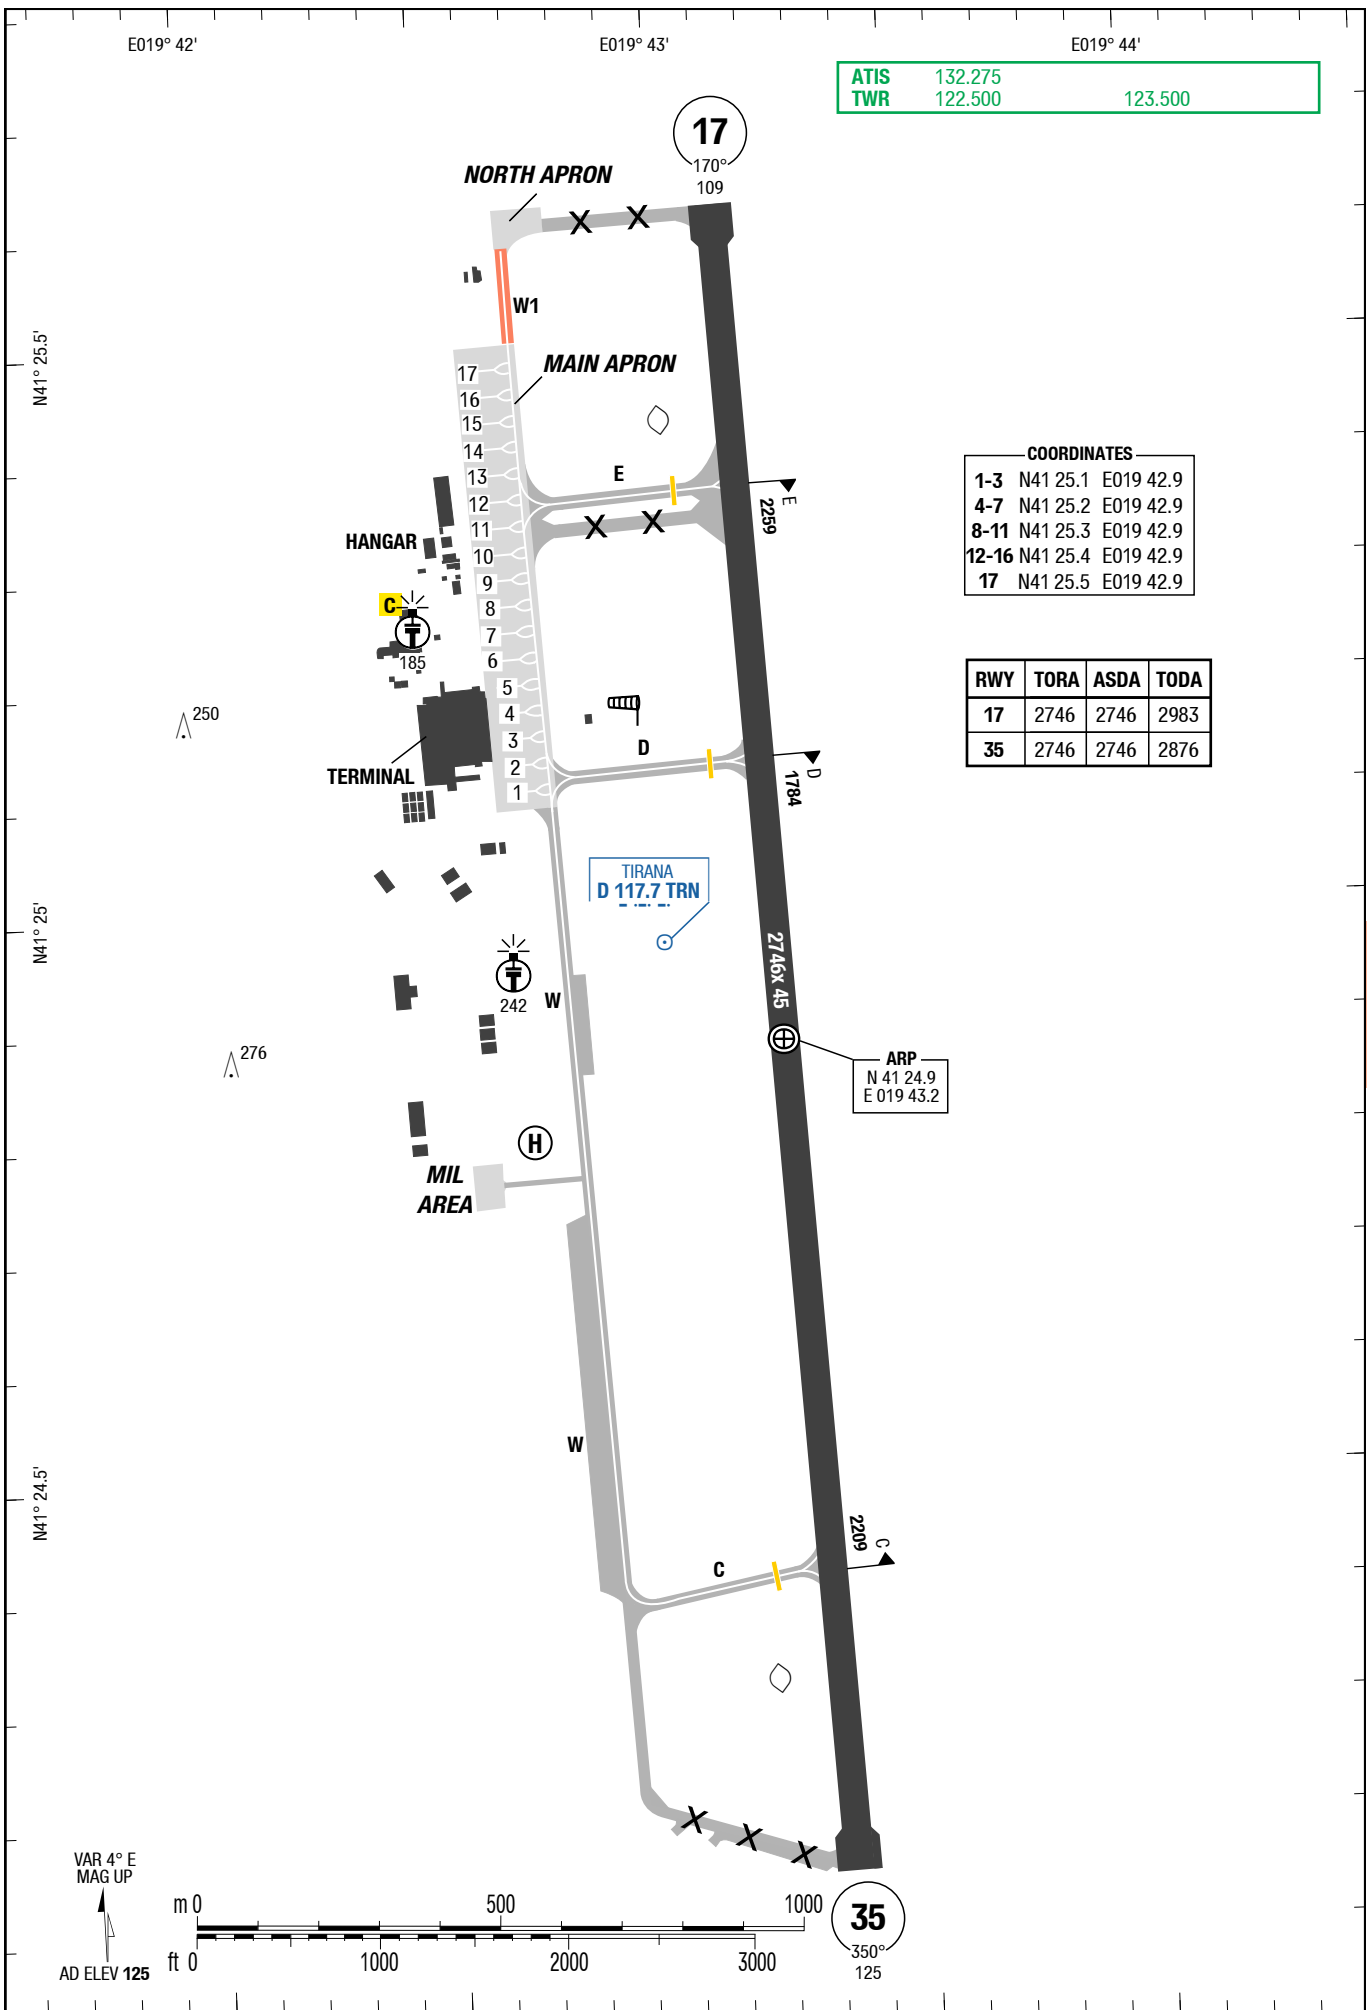 E019° 42'
E019° 43'
E019° 44'
ATIS 132.275
TWR 122.500 123.500
17
170°
109
NORTH APRON
W1
N41° 25.5'
MAIN APRON
17
16
15
14
13
12
11
10
9
8
7
6
5
4
3
2
1
E
E
2259
HANGAR
C
185
COORDINATES
1-3 N41 25.1 E019 42.9
4-7 N41 25.2 E019 42.9
8-11 N41 25.3 E019 42.9
12-16 N41 25.4 E019 42.9
17 N41 25.5 E019 42.9
RWY TORA ASDA TODA
17 2746 2746 2983
35 2746 2746 2876
250
TERMINAL
D
D
1784
TIRANA
D 117.7 TRN
N41° 25'
2746x 45
242
W
276
ARP
N 41 24.9
E 019 43.2
H
MIL
AREA
W
N41° 24.5'
2209
C
C
VAR 4° E
MAG UP
AD ELEV 125
m 0 500 1000
ft 0 1000 2000 3000
35
350°
125